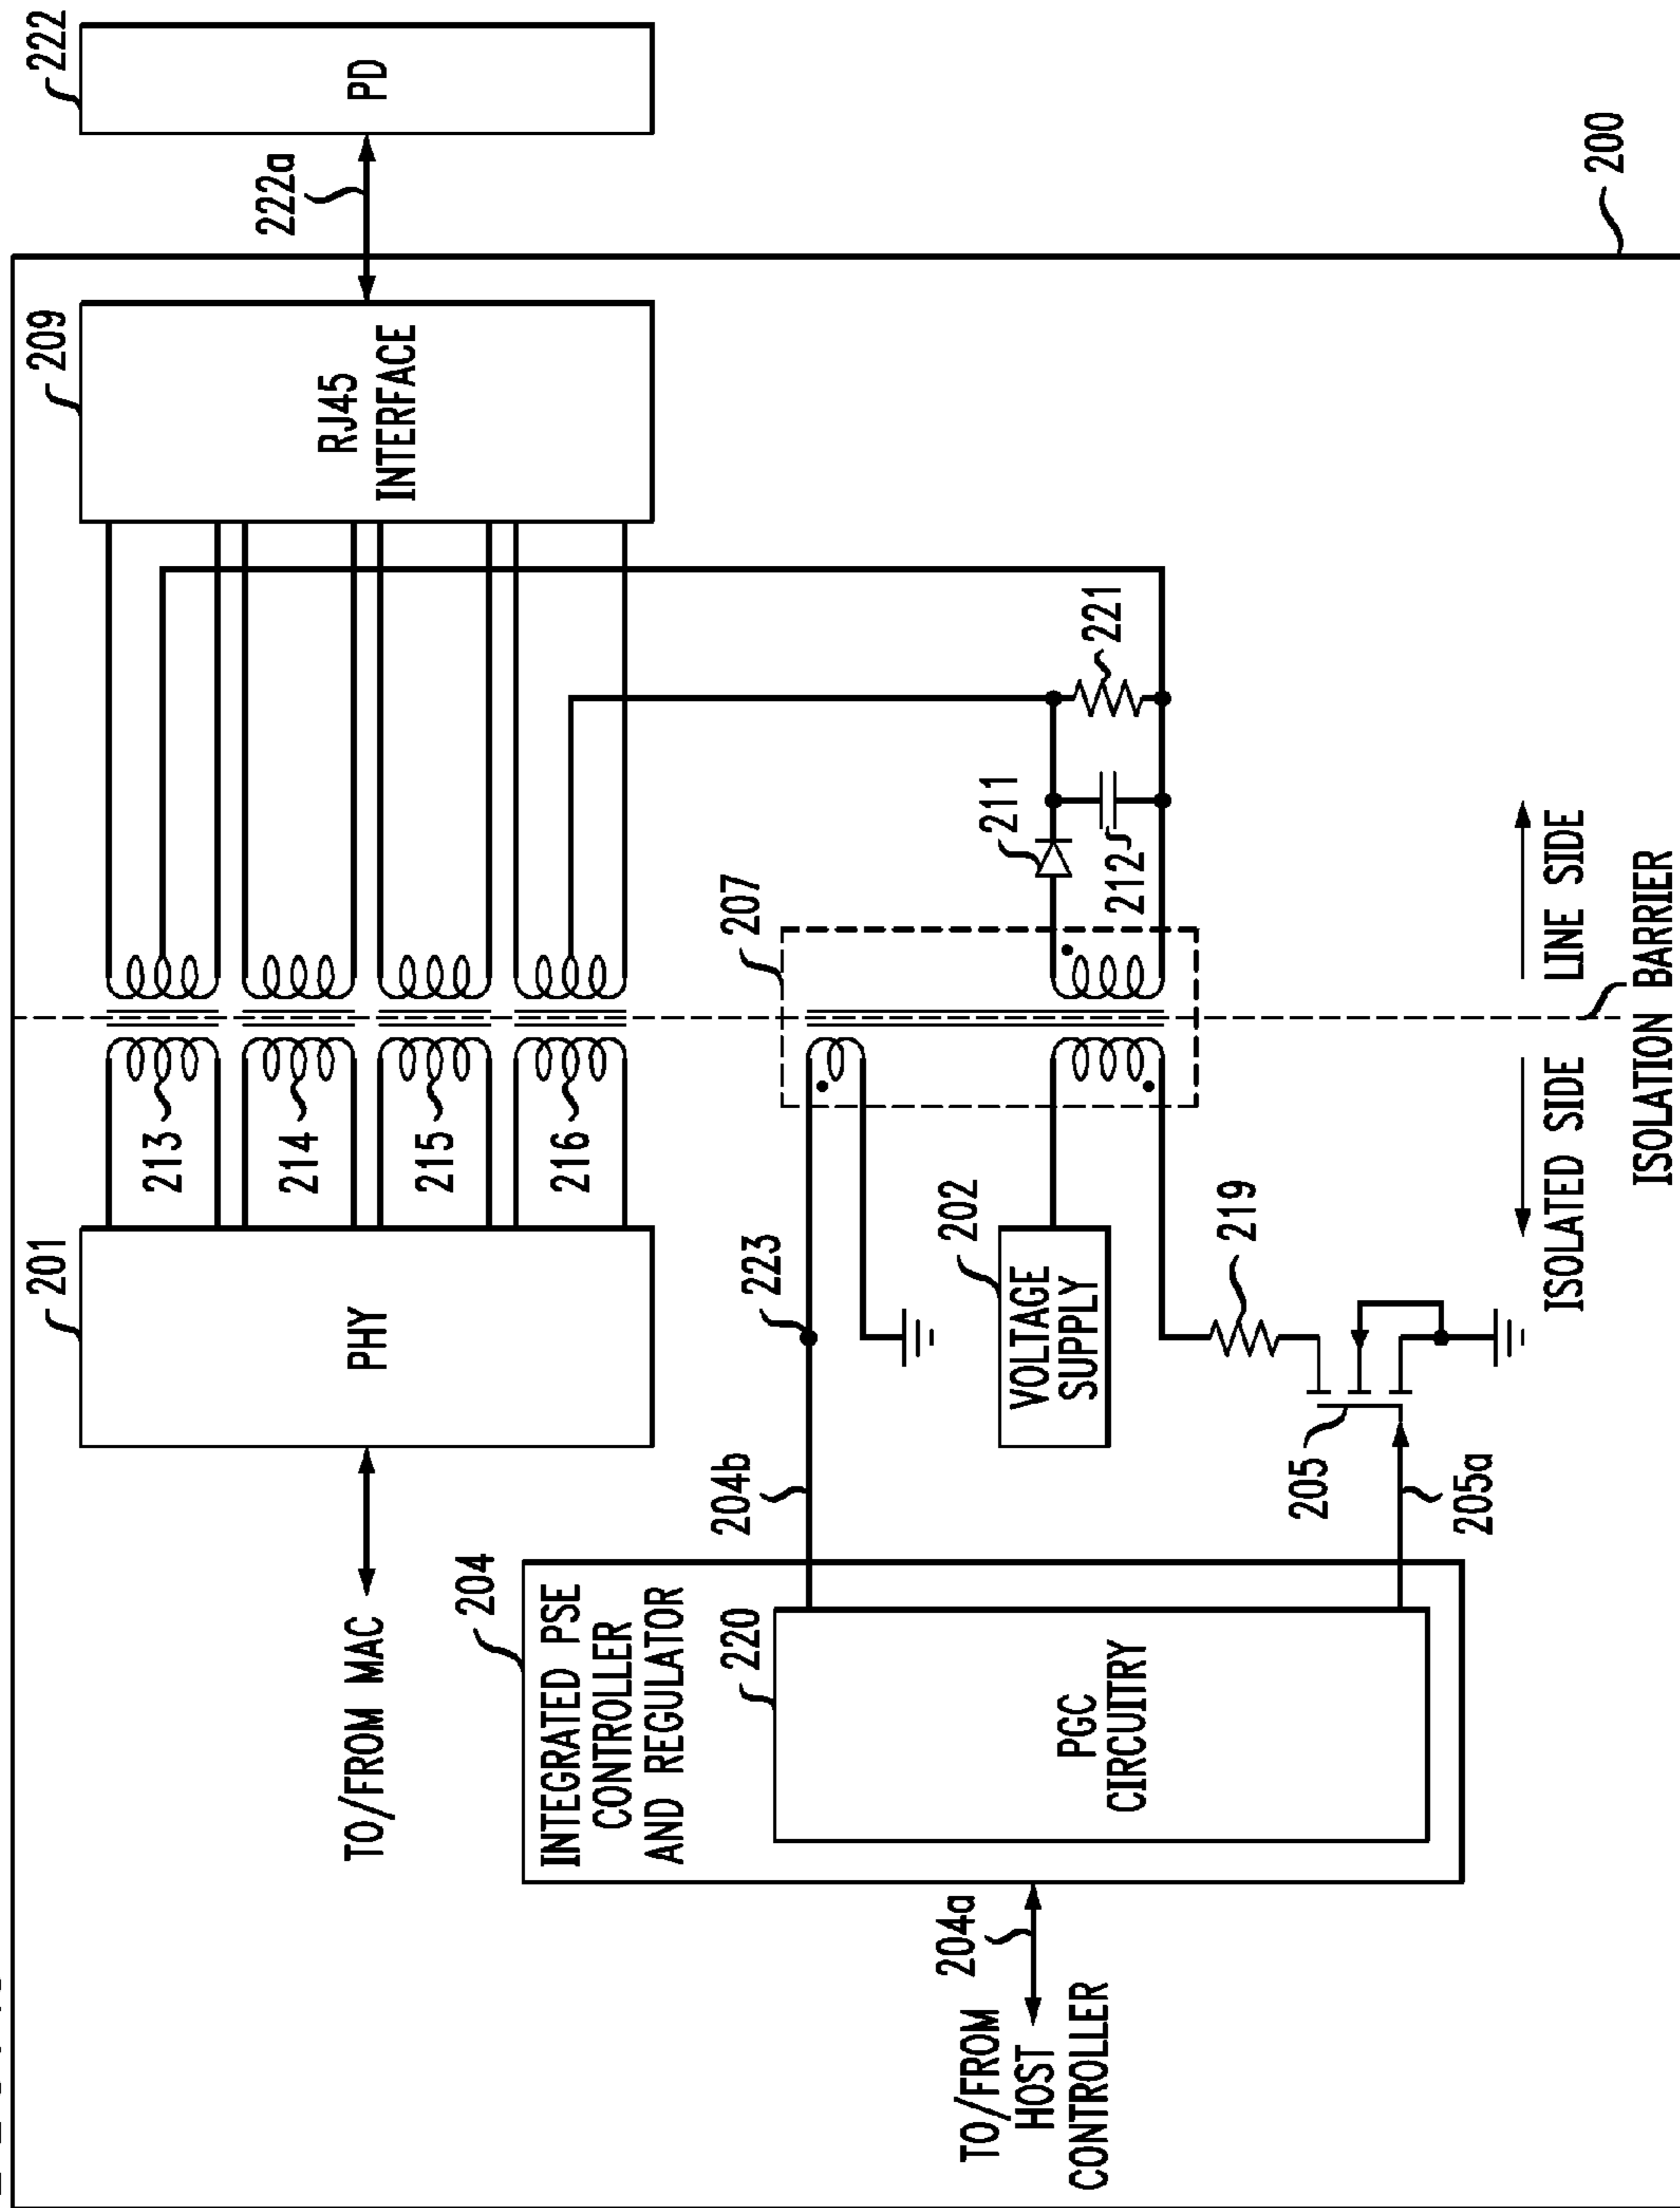 200
TO/FROM MAC
201
PHY
213
214
215
216
209
RJ45
INTERFACE
222a
222
PD
204
INTEGRATED PSE
CONTROLLER
AND REGULATOR
220
PGC
CIRCUITRY
TO/FROM
HOST
CONTROLLER
204a
204b
223
207
202
VOLTAGE
SUPPLY
211
212
221
219
205
205a
ISOLATED SIDE
LINE SIDE
ISOLATION BARRIER